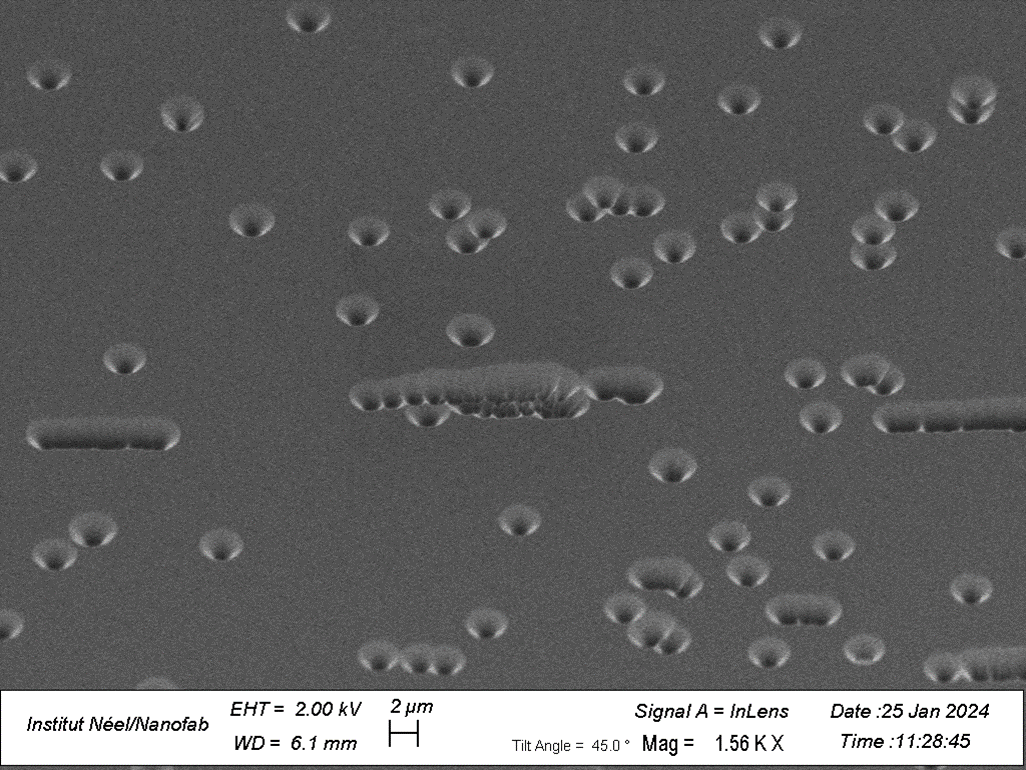 Institut Néel/Nanofab
EHT = 2.00 kV
WD = 6.1 mm
2 µm
Tilt Angle = 45.0 °
Signal A = InLens
Mag = 1.56 K X
Date :25 Jan 2024
Time :11:28:45